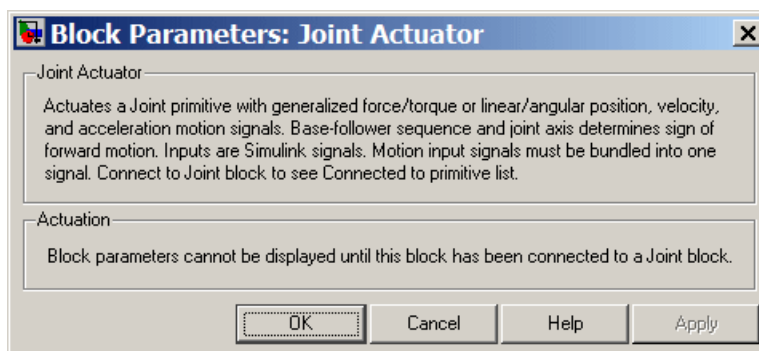 Block Parameters: Joint Actuator
Joint Actuator
Actuates a Joint primitive with generalized force/torque or linear/angular position, velocity,
and acceleration motion signals. Base-follower sequence and joint axis determines sign of
forward motion. Inputs are Simulink signals. Motion input signals must be bundled into one
signal. Connect to Joint block to see Connected to primitive list.
Actuation
Block parameters cannot be displayed until this block has been connected to a Joint block.
OK Cancel Help Apply